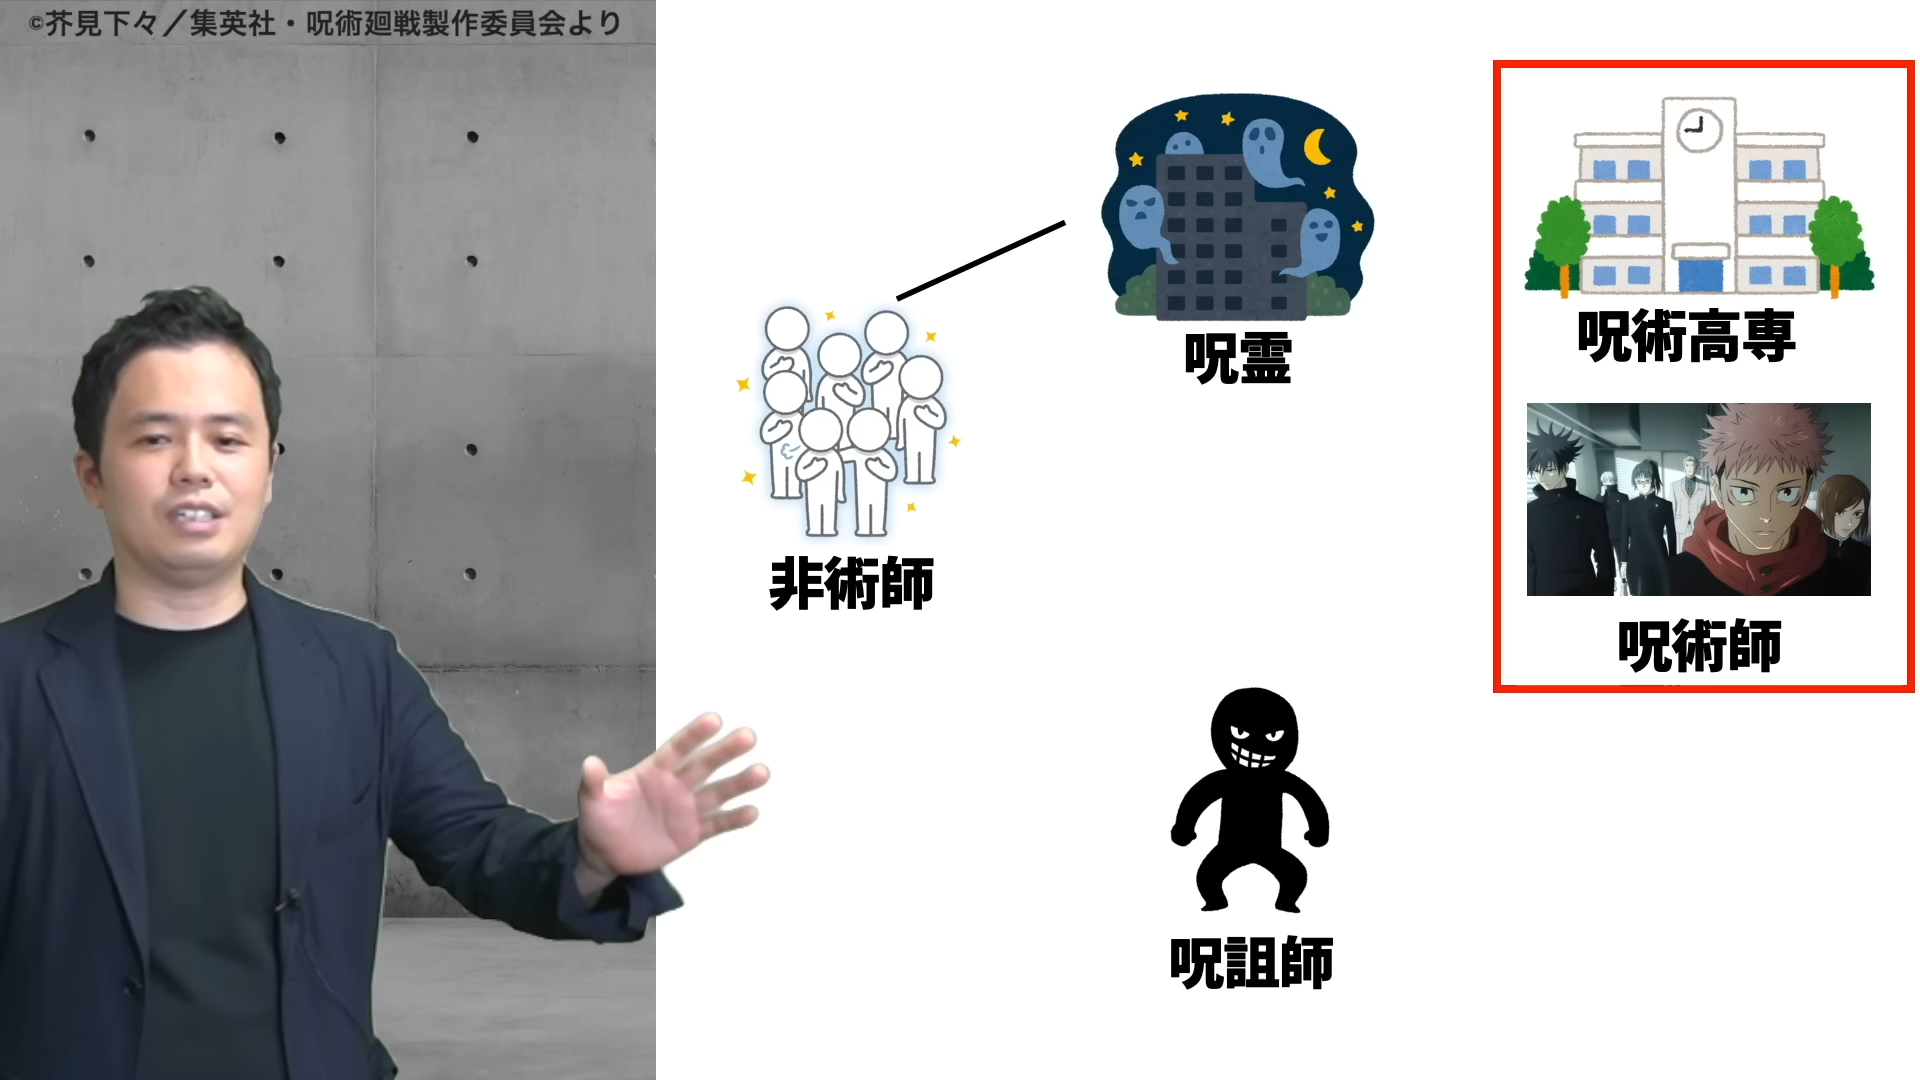 ©芥見下々／集英社・呪術廻戦製作委員会より
呪霊
呪術高専
非術師
呪術師
呪詛師